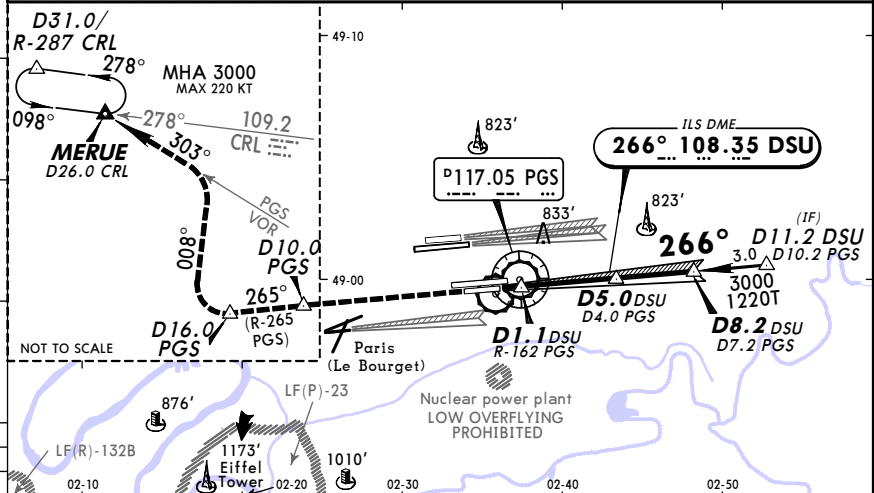 D31.0/
R-287 CRL
278°
MHA 3000
MAX 220 KT
098°
278°
109.2
CRL
MERUE
D26.0 CRL
303°
PGS
VOR
008°
D10.0
PGS
265°
(R-265
PGS)
D16.0
PGS
NOT TO SCALE
49-10
823'
ILS DME
266° 108.35 DSU
D117.05 PGS
823'
833'
(IF)
D11.2 DSU
D10.2 PGS
266°
3.0
3000
1220T
49-00
D5.0 DSU
D4.0 PGS
D8.2 DSU
D7.2 PGS
D1.1 DSU
R-162 PGS
Paris
(Le Bourget)
LF(P)-23
Nuclear power plant
LOW OVERFLYING
PROHIBITED
876'
LF(R)-132B
1173'
Eiffel
Tower
1010'
02-10
02-20
02-30
02-40
02-50